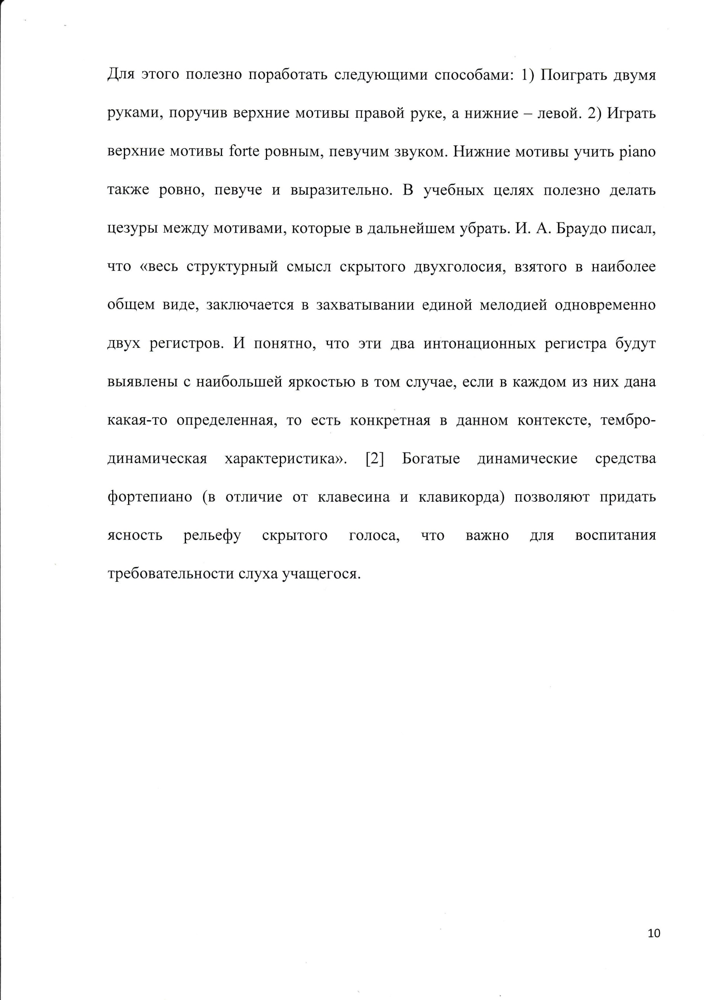 Для этого полезно поработать следующими способами: 1) Поиграть двумя
руками, поручив верхние мотивы правой руке, а нижние – левой. 2) Играть
верхние мотивы forte ровным, певучим звуком. Нижние мотивы учить piano
также ровно, певуче и выразительно. В учебных целях полезно делать
цезуры между мотивами, которые в дальнейшем убрать. И. А. Браудо писал,
что «весь структурный смысл скрытого двухголосия, взятого в наиболее
общем виде, заключается в захватывании единой мелодией одновременно
двух регистров. И понятно, что эти два интонационных регистра будут
выявлены с наибольшей яркостью в том случае, если в каждом из них дана
какая-то определенная, то есть конкретная в данном контексте, тембро-
динамическая характеристика». [2] Богатые динамические средства
фортепиано (в отличие от клавесина и клавикорда) позволяют придать
ясность рельефу скрытого голоса, что важно для воспитания
требовательности слуха учащегося.
10